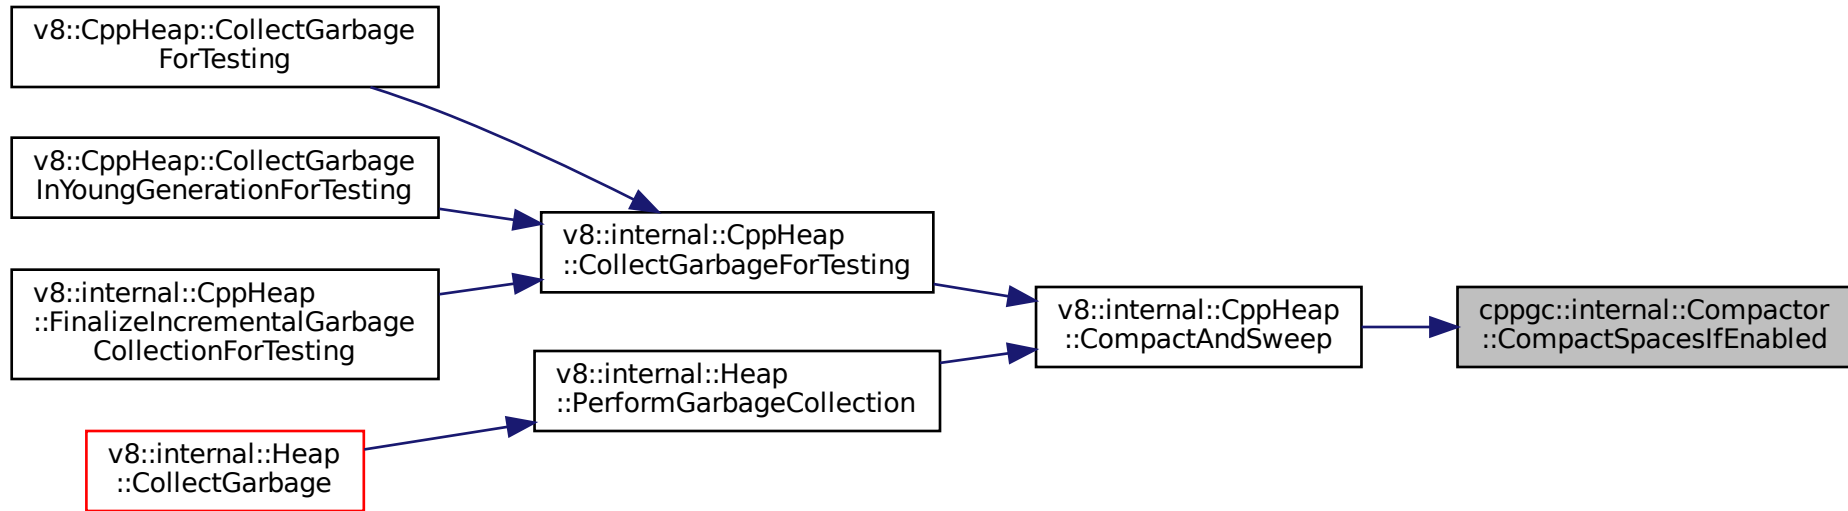 v8::CppHeap::CollectGarbage
ForTesting
v8::CppHeap::CollectGarbage
InYoungGenerationForTesting
v8::internal::CppHeap
::FinalizeIncrementalGarbage
CollectionForTesting
v8::internal::Heap
::CollectGarbage
v8::internal::CppHeap
::CollectGarbageForTesting
v8::internal::Heap
::PerformGarbageCollection
v8::internal::CppHeap
::CompactAndSweep
cppgc::internal::Compactor
::CompactSpacesIfEnabled